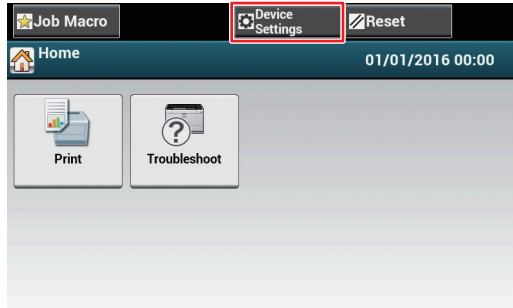 Job Macro
Device
Settings
Reset
Home
01/01/2016 00:00
Print
Troubleshoot